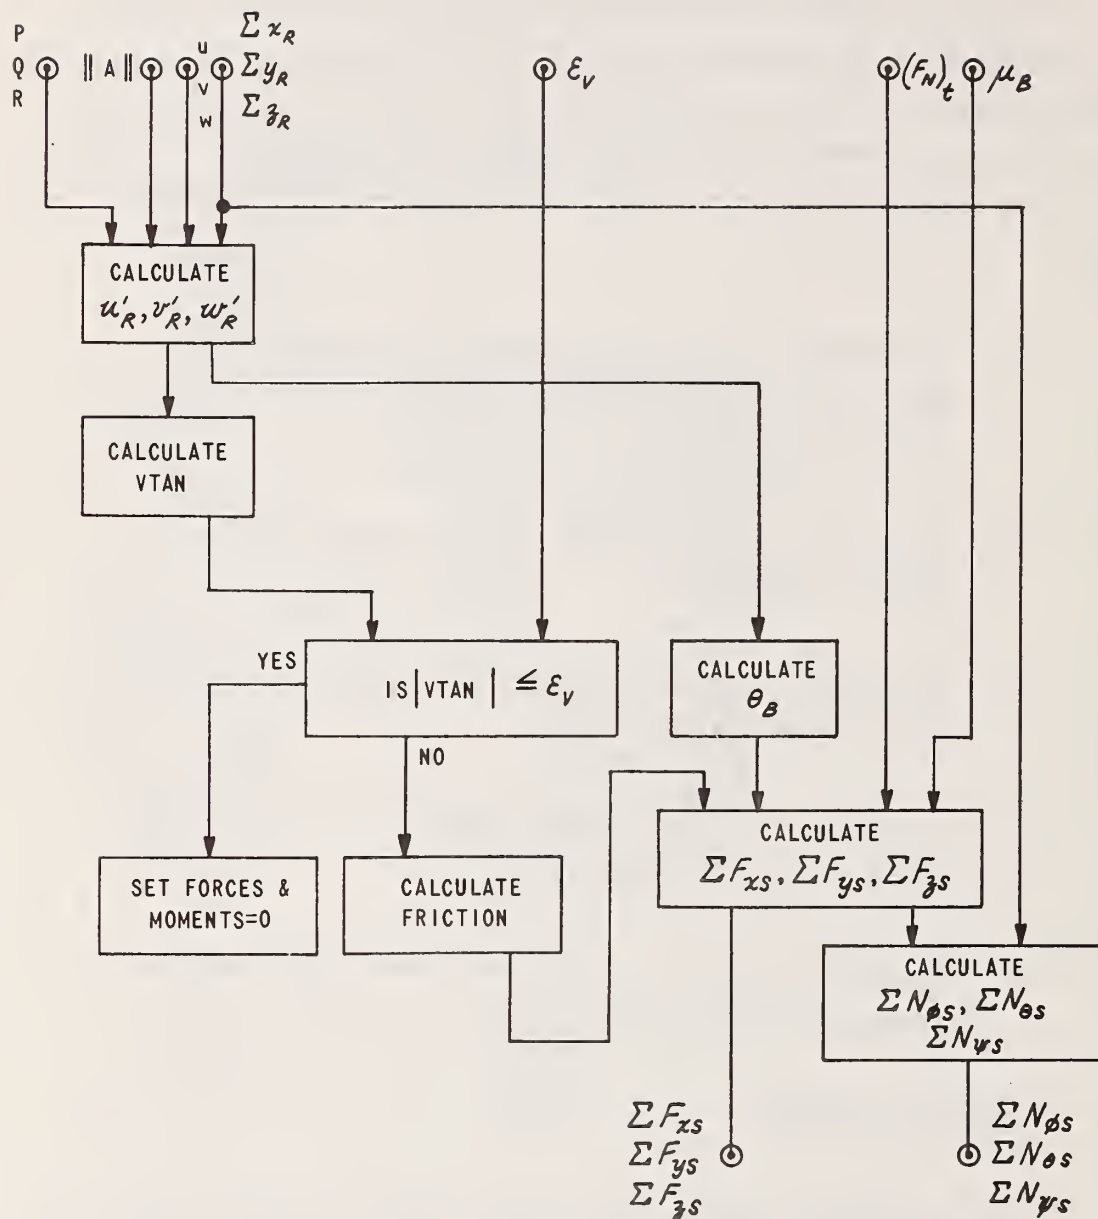 P
Q
R
‖A‖
u
v
w
Σ x_R
Σ y_R
Σ z_R
ε_V
(F_N)_t
μ_B
CALCULATE
u'_R, v'_R, w'_R
CALCULATE
VTAN
YES
IS |VTAN| ≦ ε_V
NO
CALCULATE
θ_B
SET FORCES &
MOMENTS=0
CALCULATE
FRICTION
CALCULATE
ΣF_xs, ΣF_ys, ΣF_zs
CALCULATE
ΣN_φs, ΣN_θs
ΣN_ψs
ΣF_xs
ΣF_ys
ΣF_zs
ΣN_φs
ΣN_θs
ΣN_ψs